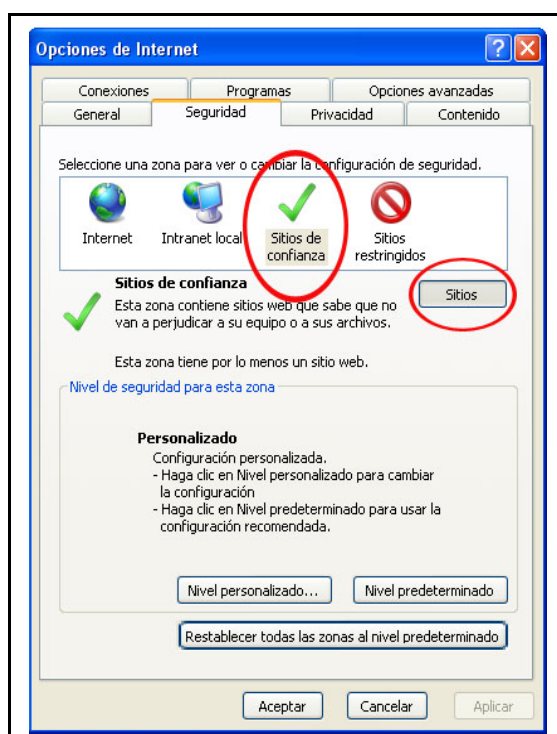 Opciones de Internet
Conexiones Programas Opciones avanzadas
General Seguridad Privacidad Contenido
Seleccione una zona para ver o cambiar la configuración de seguridad.
Internet Intranet local Sitios de confianza Sitios restringidos
Sitios de confianza
Sitios
Esta zona contiene sitios web que sabe que no
van a perjudicar a su equipo o a sus archivos.
Esta zona tiene por lo menos un sitio web.
Nivel de seguridad para esta zona
Personalizado
Configuración personalizada.
- Haga clic en Nivel personalizado para cambiar
la configuración
- Haga clic en Nivel predeterminado para usar la
configuración recomendada.
Nivel personalizado... Nivel predeterminado
Restablecer todas las zonas al nivel predeterminado
Aceptar Cancelar Aplicar